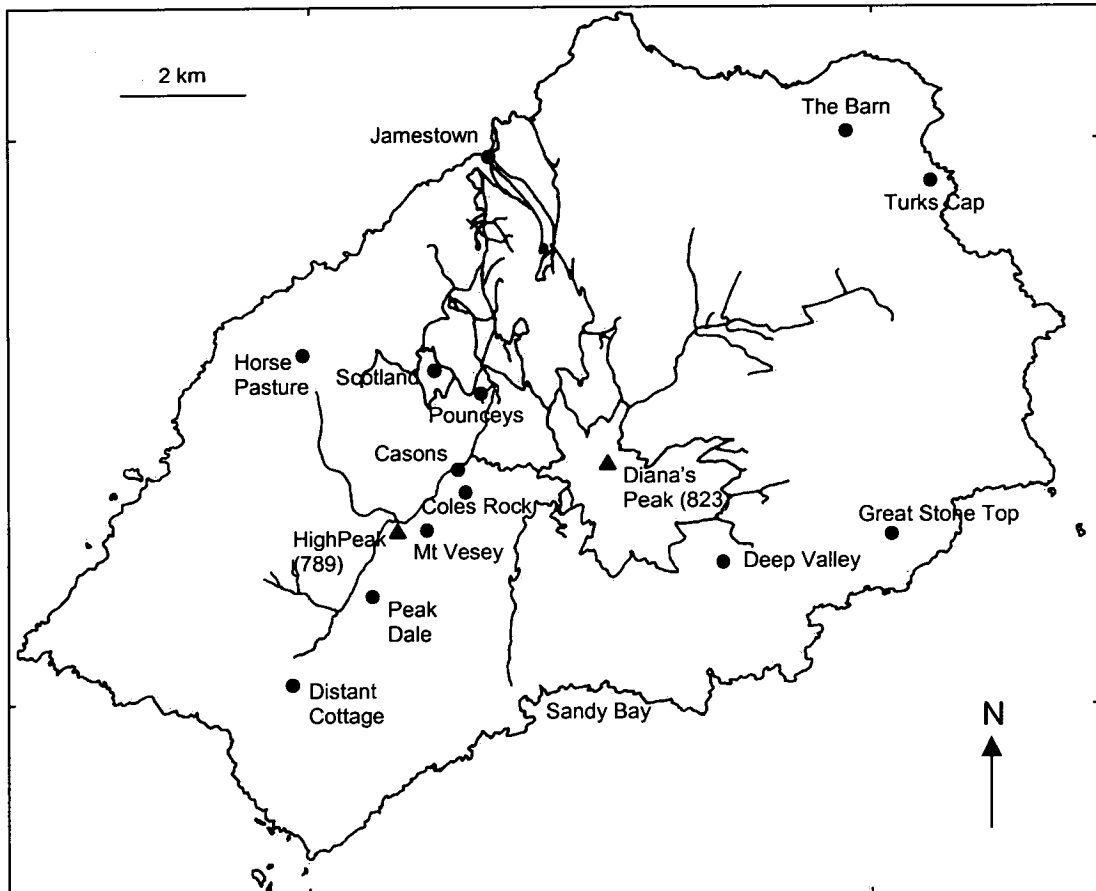 2 km
The Barn
Jamestown
Turks Cap
Horse
Pasture
Scotland
Pounceys
Casons
Diana's
Peak (823)
Coles Rock
Great Stone Top
HighPeak
(789)
Mt Vesey
Deep Valley
Peak
Dale
Distant
Cottage
Sandy Bay
N